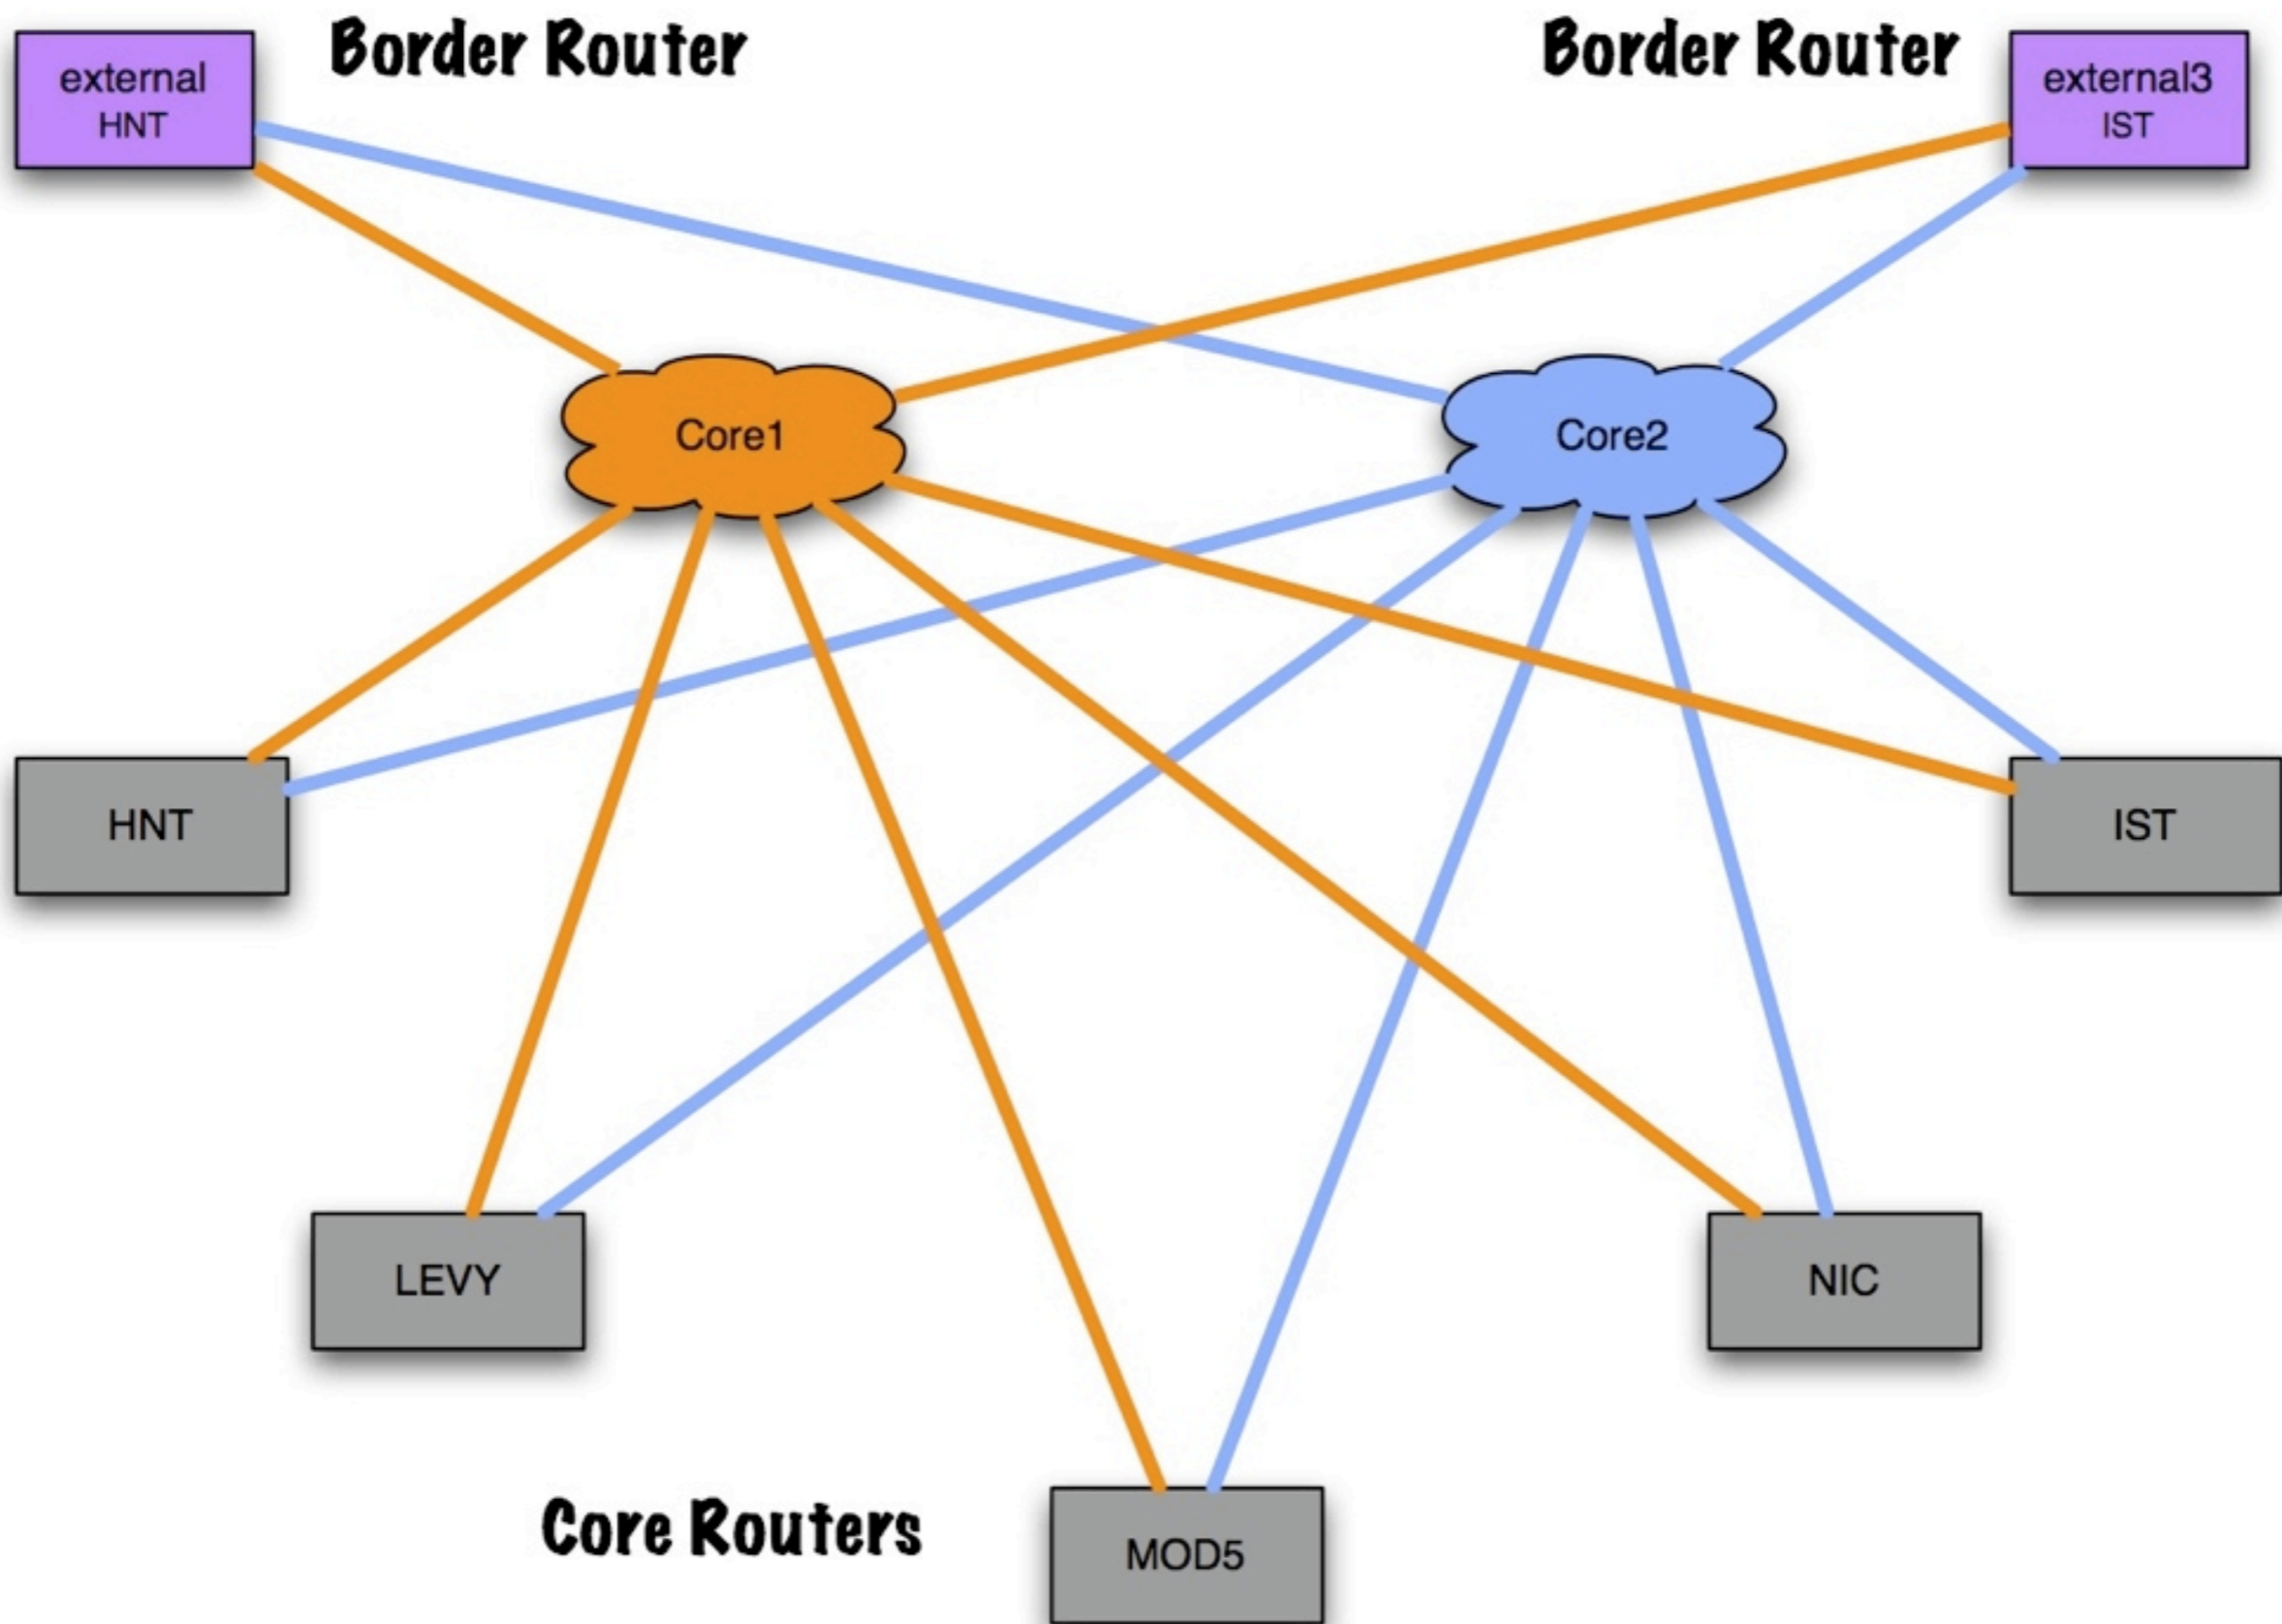 Border Router
Border Router
external
HNT
external3
IST
Core1
Core2
HNT
IST
LEVY
NIC
Core Routers
MOD5